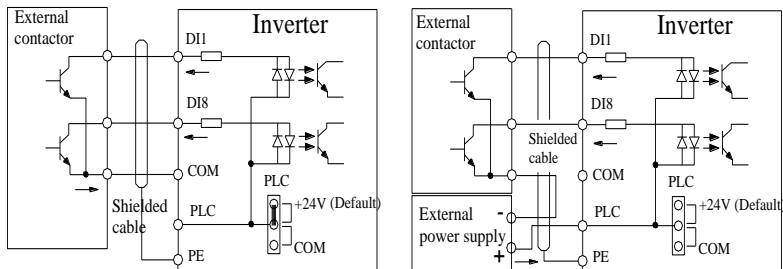 External
contactor
Inverter
DI1
DI8
COM
PLC
+24V (Default)
Shielded
cable
PLC
COM
PE
External
contactor
Inverter
DI1
DI8
Shielded
cable
COM
PLC
+24V (Default)
External
power supply
-
+
PLC
COM
PE